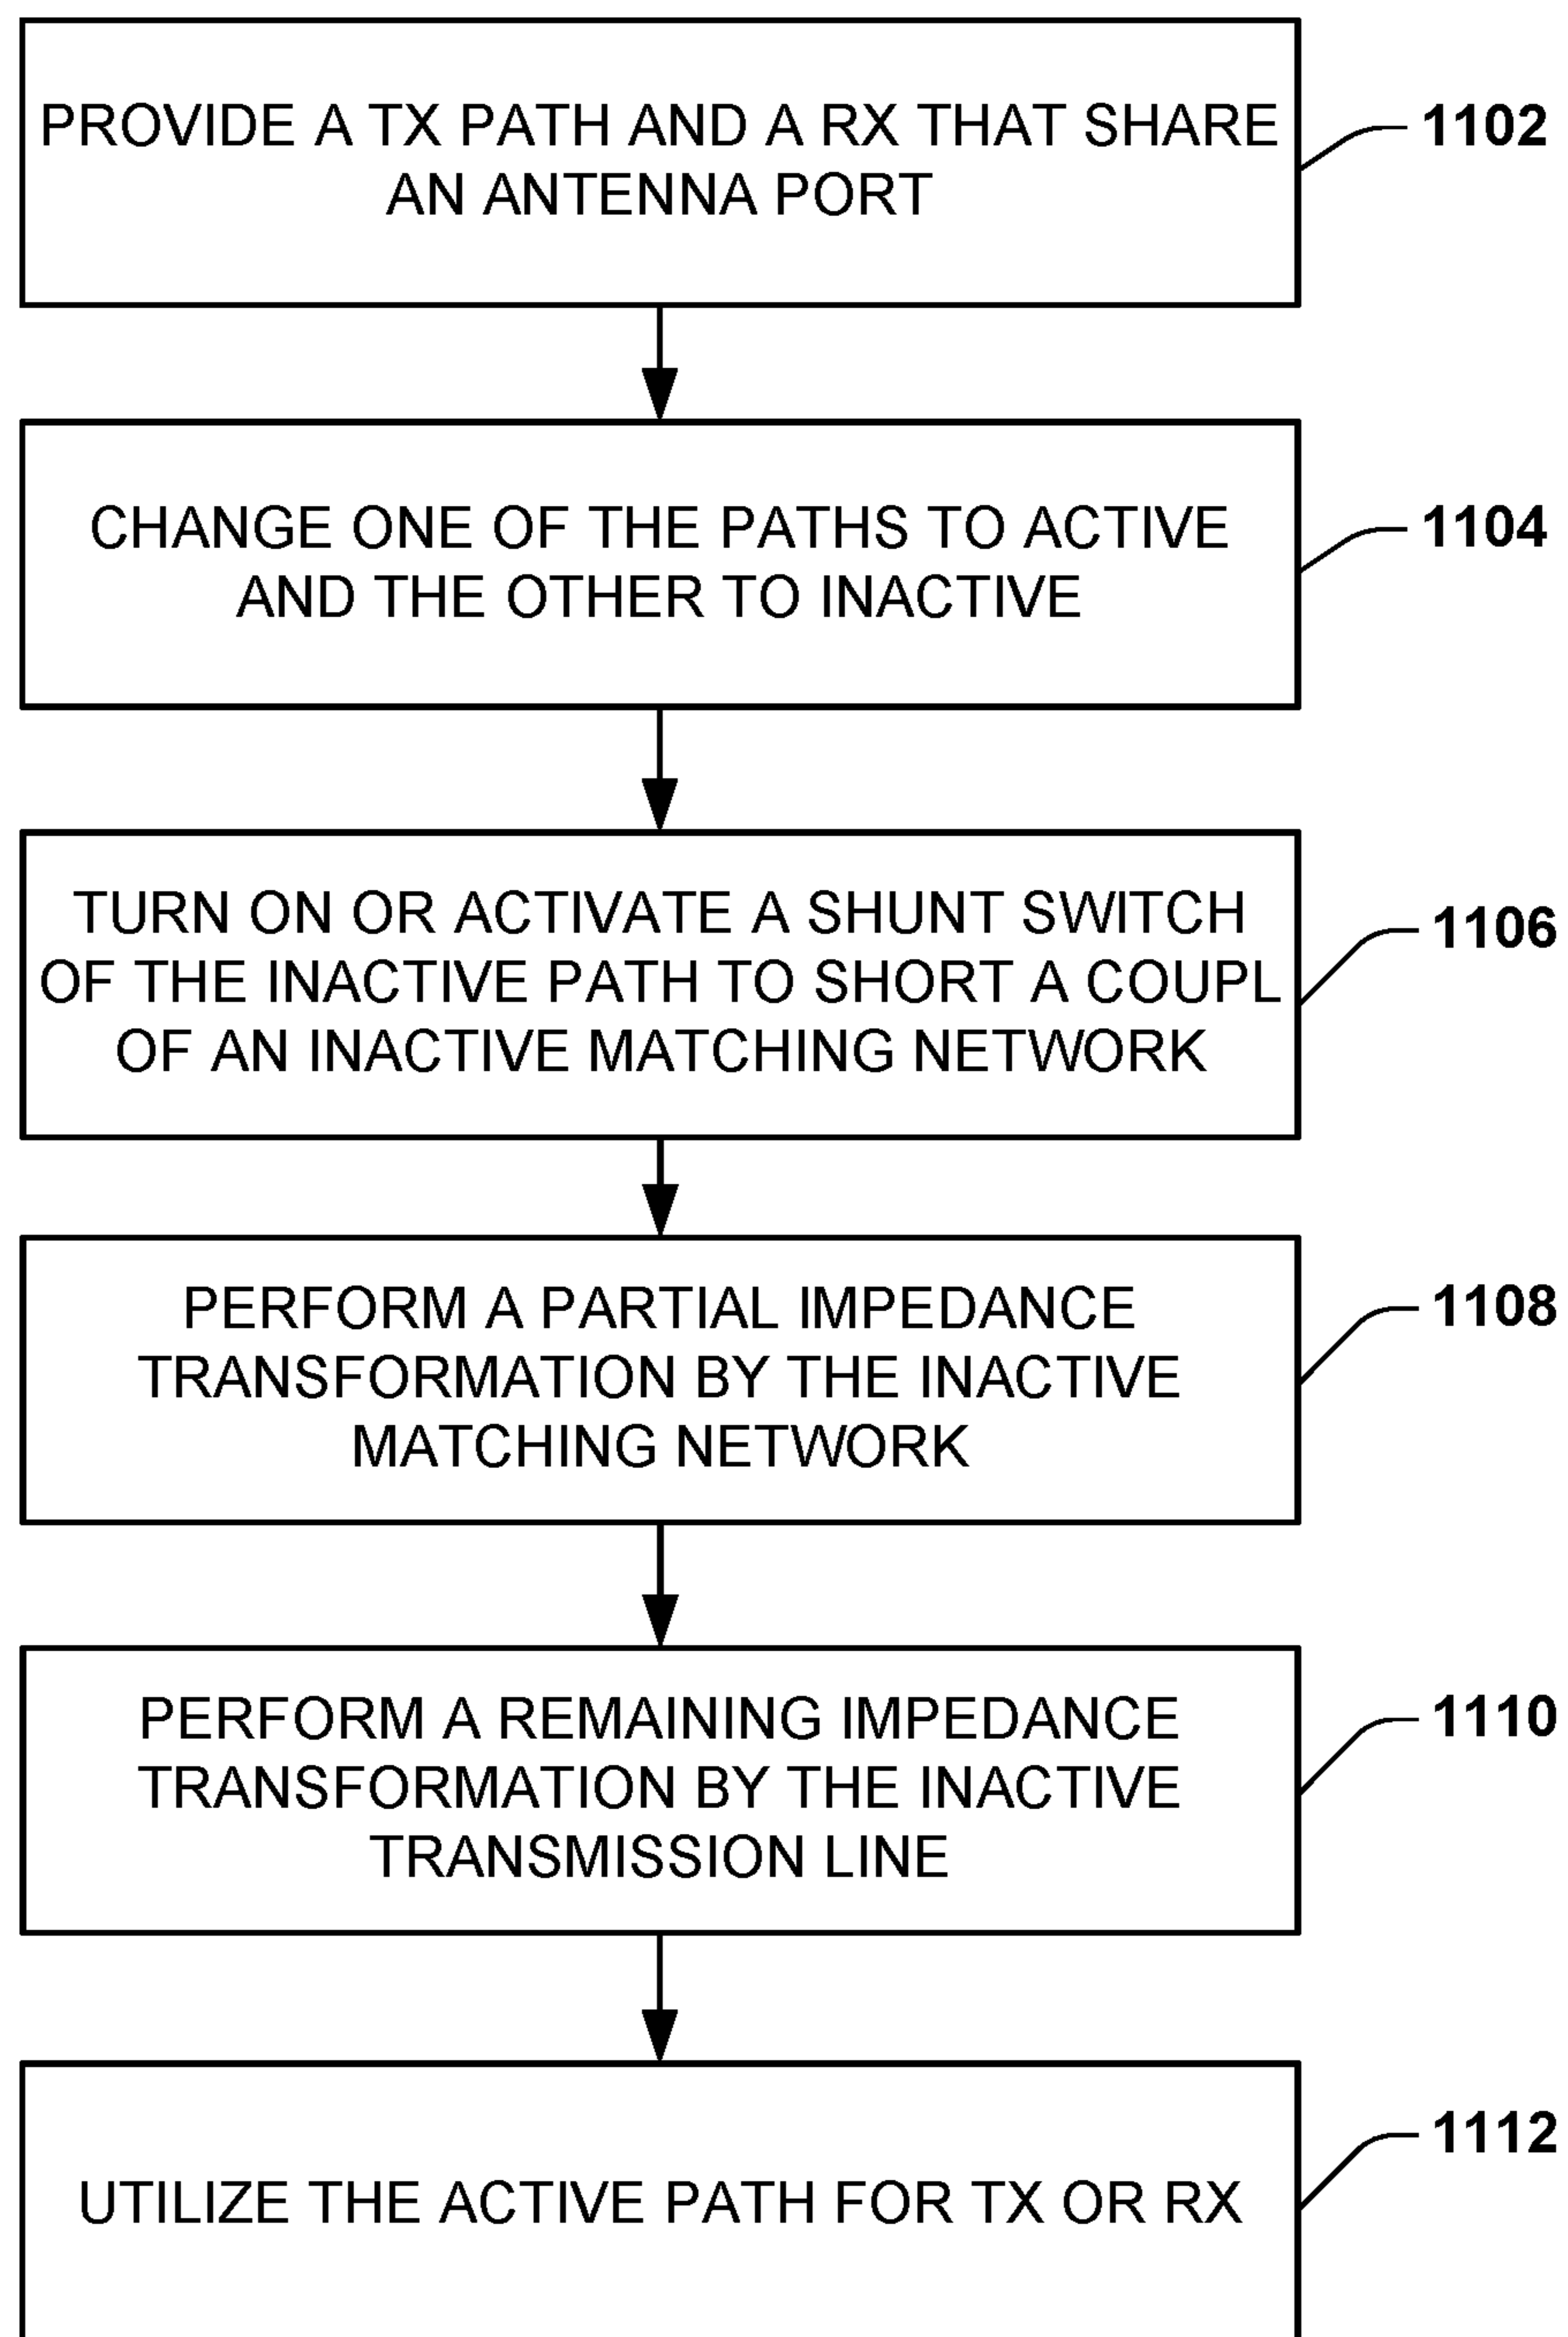 PROVIDE A TX PATH AND A RX THAT SHARE
AN ANTENNA PORT
1102
CHANGE ONE OF THE PATHS TO ACTIVE
AND THE OTHER TO INACTIVE
1104
TURN ON OR ACTIVATE A SHUNT SWITCH
OF THE INACTIVE PATH TO SHORT A COUPL
OF AN INACTIVE MATCHING NETWORK
1106
PERFORM A PARTIAL IMPEDANCE
TRANSFORMATION BY THE INACTIVE
MATCHING NETWORK
1108
PERFORM A REMAINING IMPEDANCE
TRANSFORMATION BY THE INACTIVE
TRANSMISSION LINE
1110
UTILIZE THE ACTIVE PATH FOR TX OR RX
1112